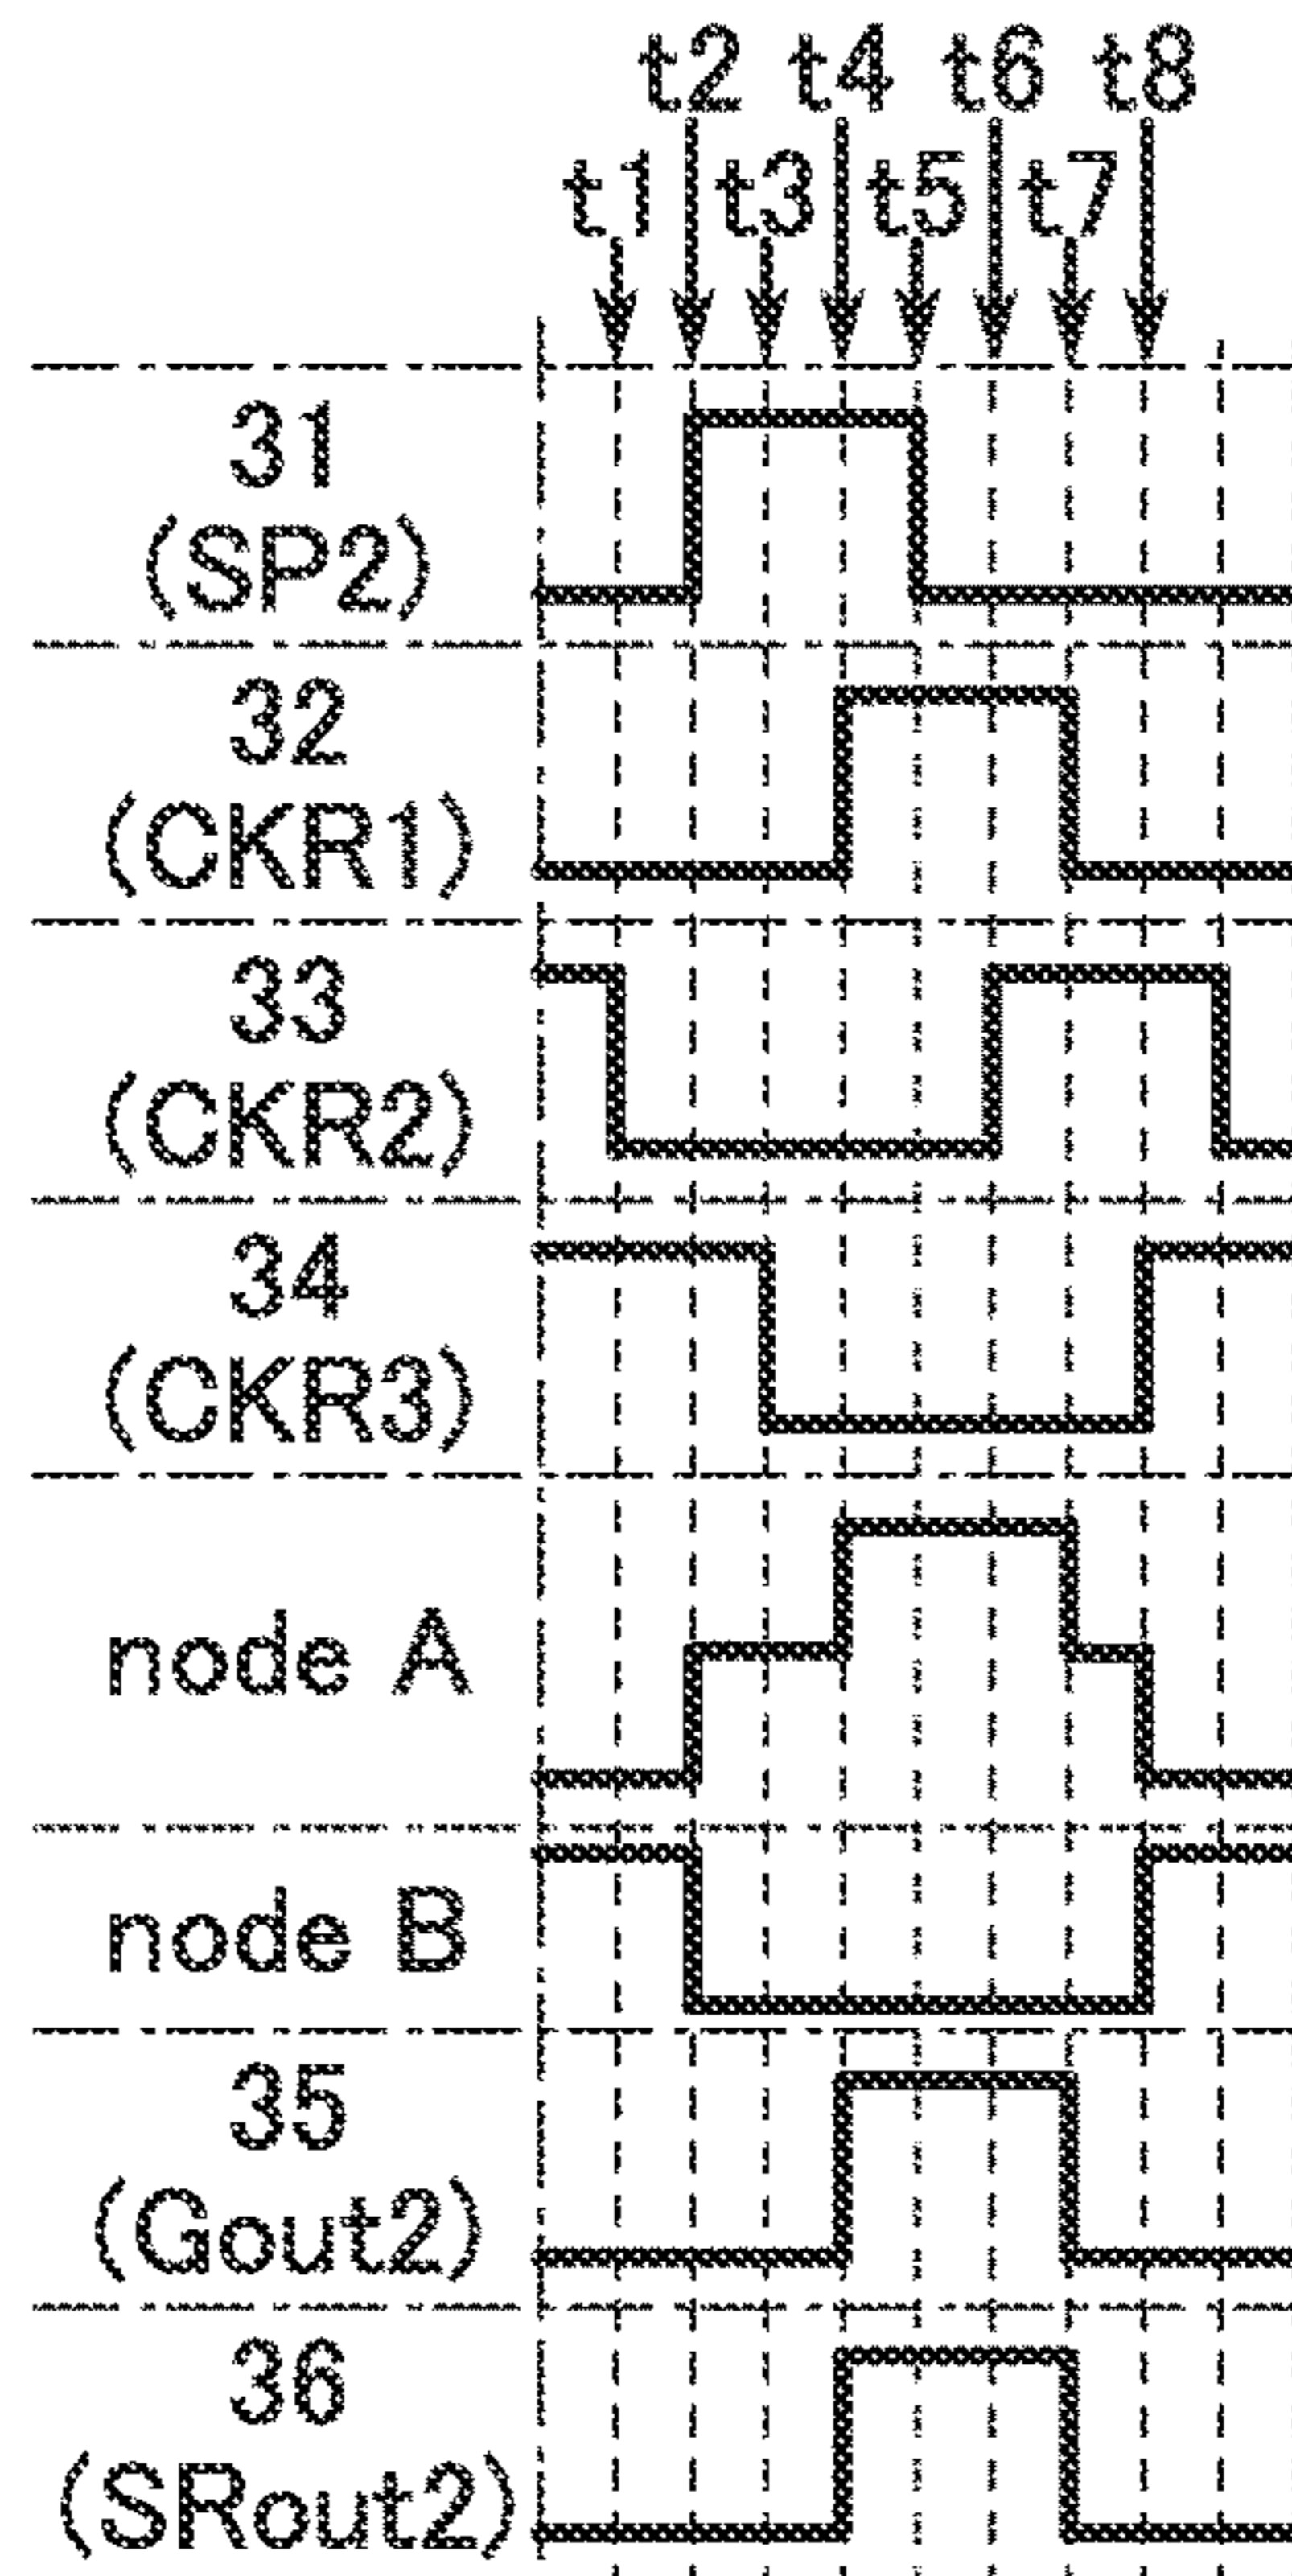 t2 t4 t6 t8
t1 t3 t5 t7
31
(SP2)
32
(CKR1)
33
(CKR2)
34
(CKR3)
node A
node B
35
(Gout2)
36
(SRout2)